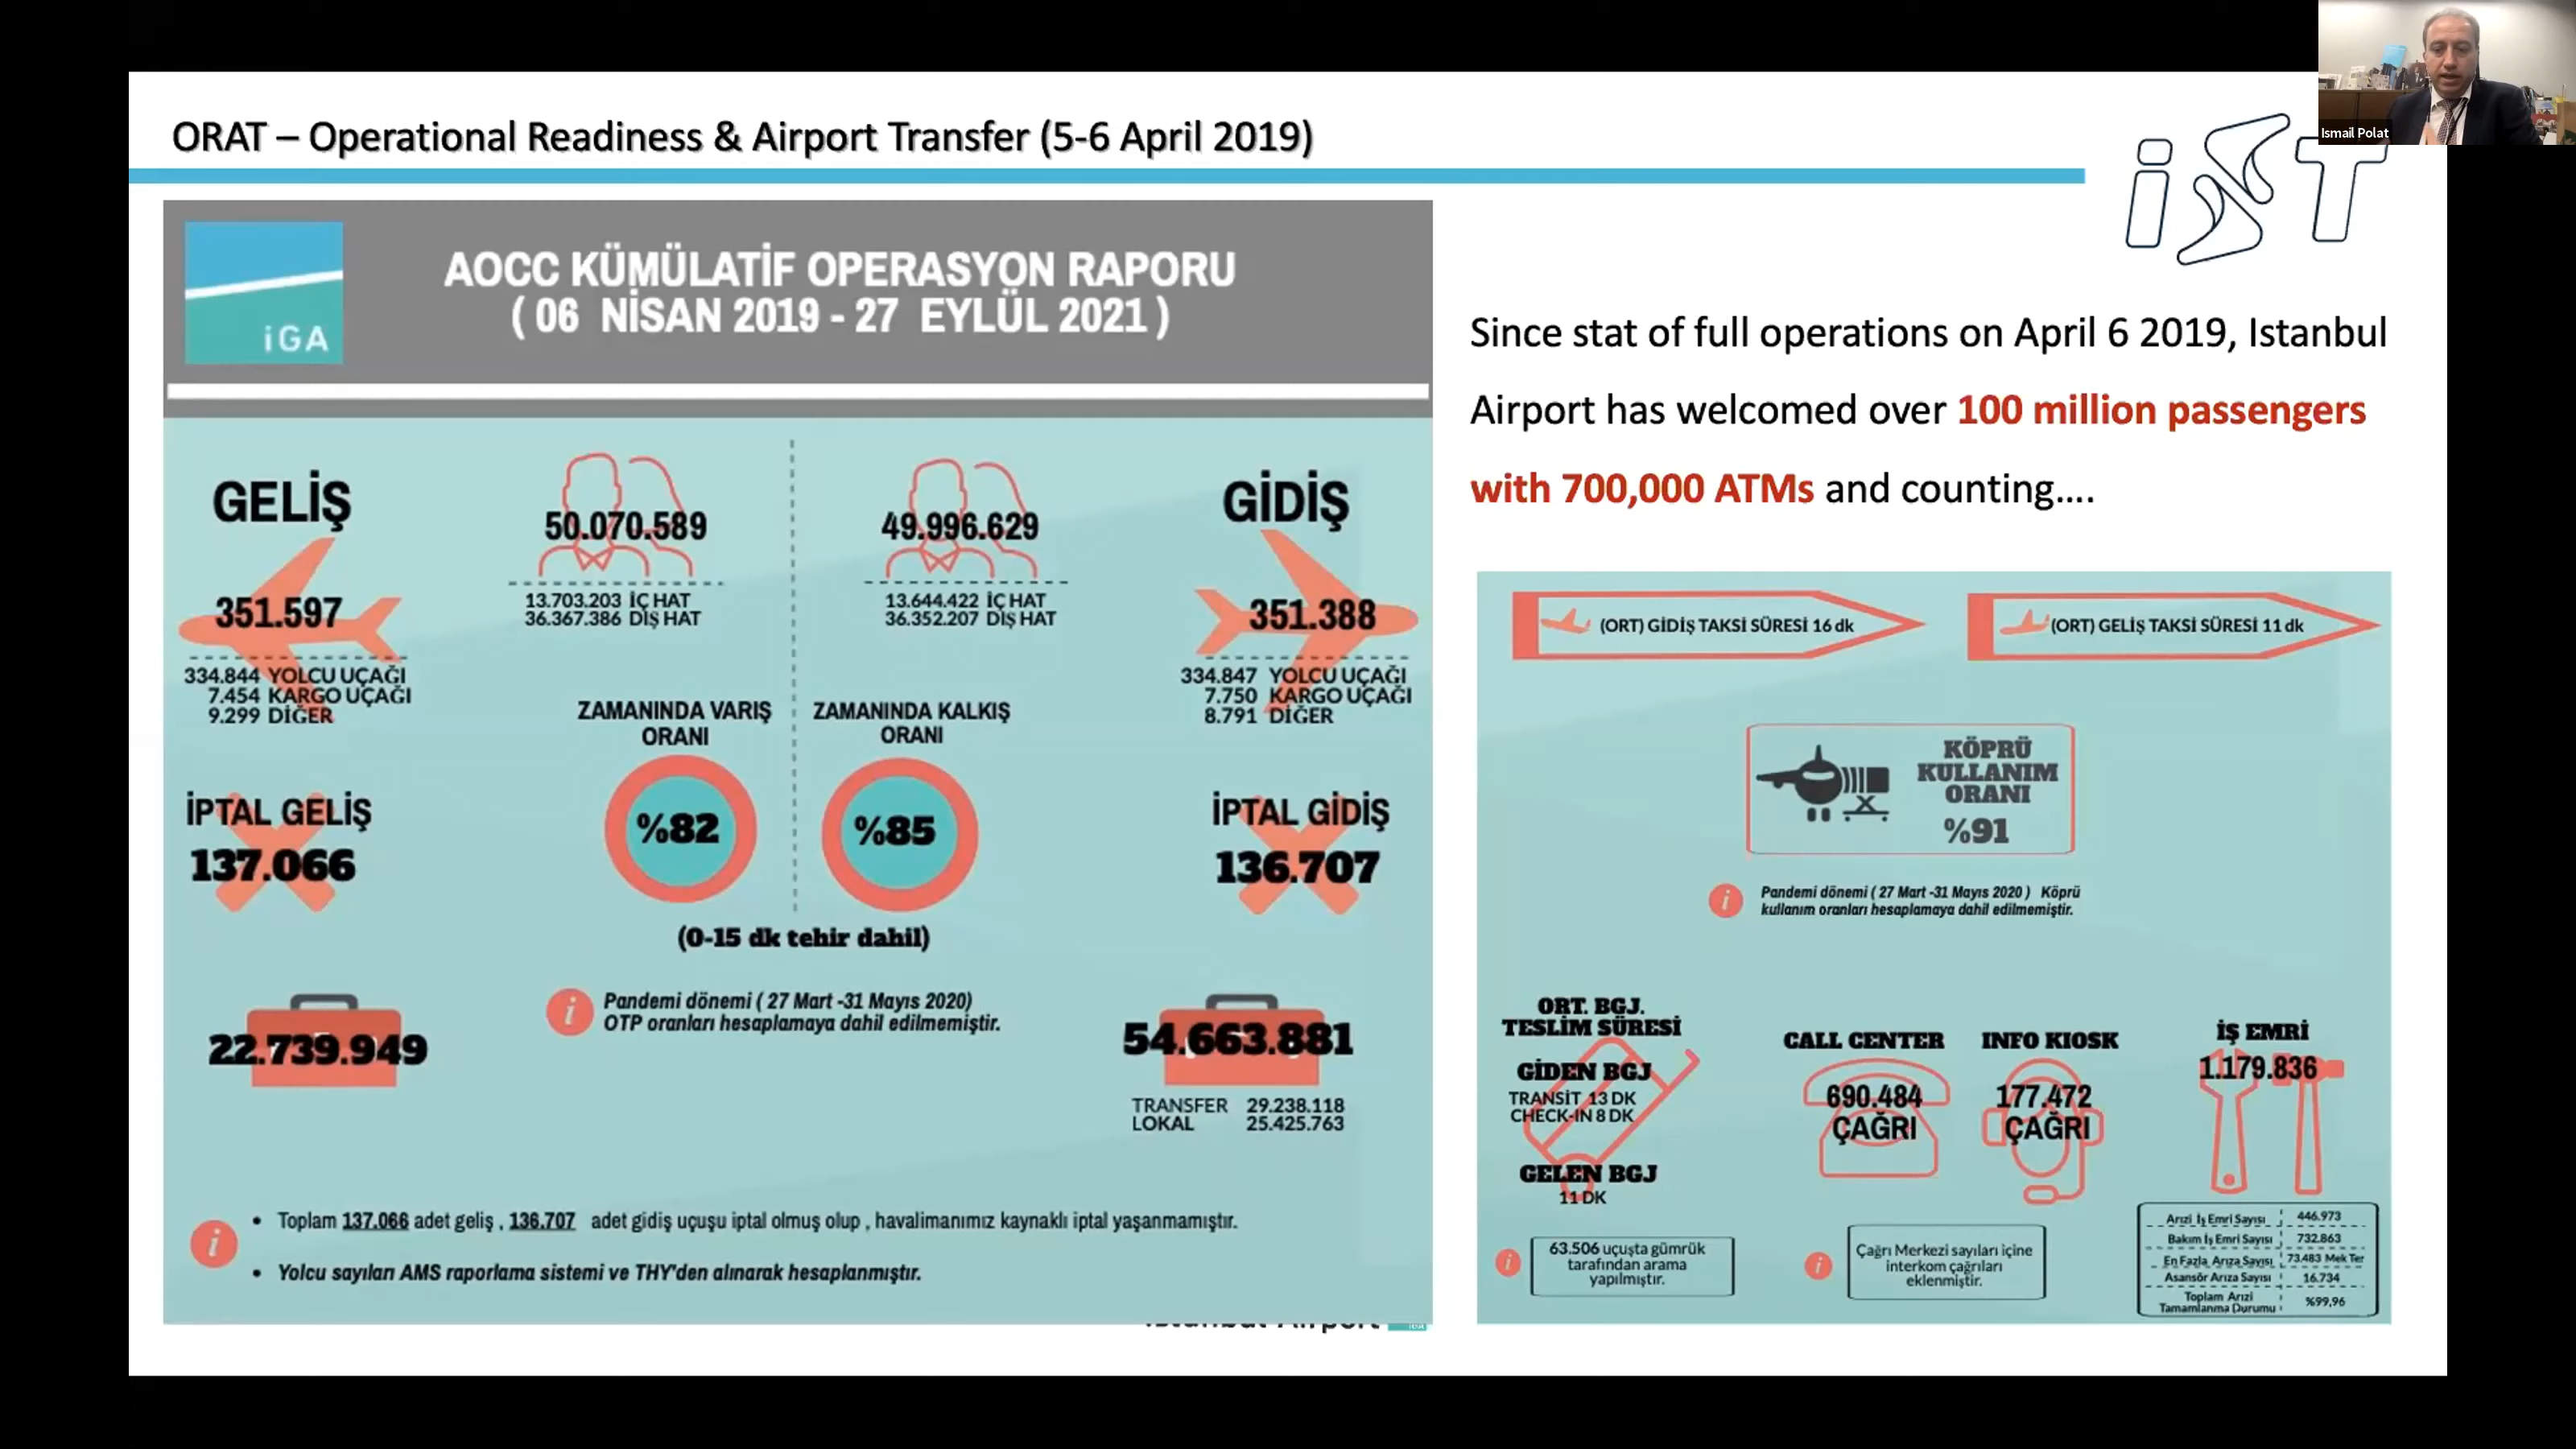 Ismail Polat
ORAT – Operational Readiness & Airport Transfer (5-6 April 2019)
iST
iGA
AOCC KÜMÜLATİF OPERASYON RAPORU
( 06 NİSAN 2019 - 27 EYLÜL 2021 )
GELİŞ
351.597
334.844 YOLCU UÇAĞI
7.454 KARGO UÇAĞI
9.299 DİĞER
50.070.589
13.703.203 İÇ HAT
36.367.386 DIŞ HAT
49.996.629
13.644.422 İÇ HAT
36.352.207 DIŞ HAT
GİDİŞ
351.388
334.847 YOLCU UÇAĞI
7.750 KARGO UÇAĞI
8.791 DİĞER
ZAMANINDA VARIŞ
ORANI
%82
ZAMANINDA KALKIŞ
ORANI
%85
(0-15 dk tehir dahil)
İPTAL GELİŞ
137.066
İPTAL GİDİŞ
136.707
22.739.949
i
Pandemi dönemi ( 27 Mart -31 Mayıs 2020)
OTP oranları hesaplamaya dahil edilmemiştir.
54.663.881
TRANSFER 29.238.118
LOKAL 25.425.763
i
• Toplam 137.066 adet geliş , 136.707 adet gidiş uçuşu iptal olmuş olup , havalimanımız kaynaklı iptal yaşanmamıştır.
• Yolcu sayıları AMS raporlama sistemi ve THY'den alınarak hesaplanmıştır.
Since stat of full operations on April 6 2019, Istanbul
Airport has welcomed over 100 million passengers
with 700,000 ATMs and counting....
(ORT) GİDİŞ TAKSİ SÜRESİ 16 dk
(ORT) GELİŞ TAKSİ SÜRESİ 11 dk
KÖPRÜ
KULLANIM
ORANI
%91
i
Pandemi dönemi ( 27 Mart -31 Mayıs 2020 ) Köprü
kullanım oranları hesaplamaya dahil edilmemiştir.
ORT. BGJ.
TESLİM SÜRESİ
GİDEN BGJ
TRANSİT 13 DK
CHECK-IN 8 DK
GELEN BGJ
11 DK
i
63.506 uçuşta gümrük
tarafından arama
yapılmıştır.
CALL CENTER
690.484
ÇAĞRI
INFO KIOSK
177.472
ÇAĞRI
i
Çağrı Merkezi sayıları içine
interkom çağrıları
eklenmiştir.
İŞ EMRİ
1.179.836
Arızi İş Emri Sayısı 446.973
Bakım İş Emri Sayısı 732.863
En Fazla Arıza Sayısı 73.483 Mek Ter
Asansör Arıza Sayısı 16.734
Toplam Arızi
Tamamlanma Durumu %99,96